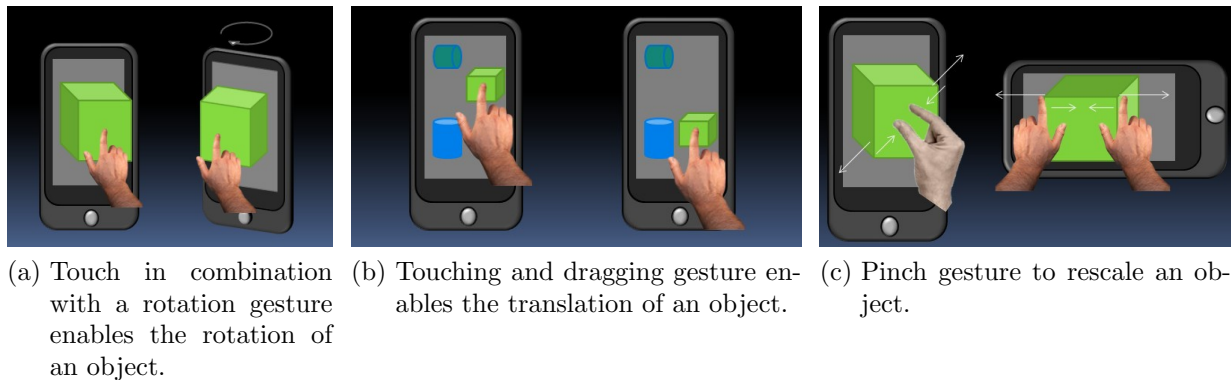 (a) Touch in combination
with a rotation gesture
enables the rotation of
an object.
(b) Touching and dragging gesture en-
ables the translation of an object.
(c) Pinch gesture to rescale an ob-
ject.